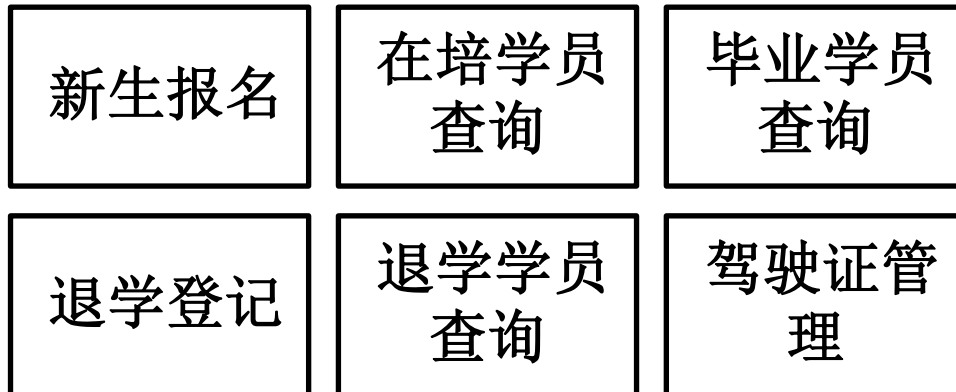 新生报名
在培学员
查询
毕业学员
查询
退学登记
退学学员
查询
驾驶证管
理